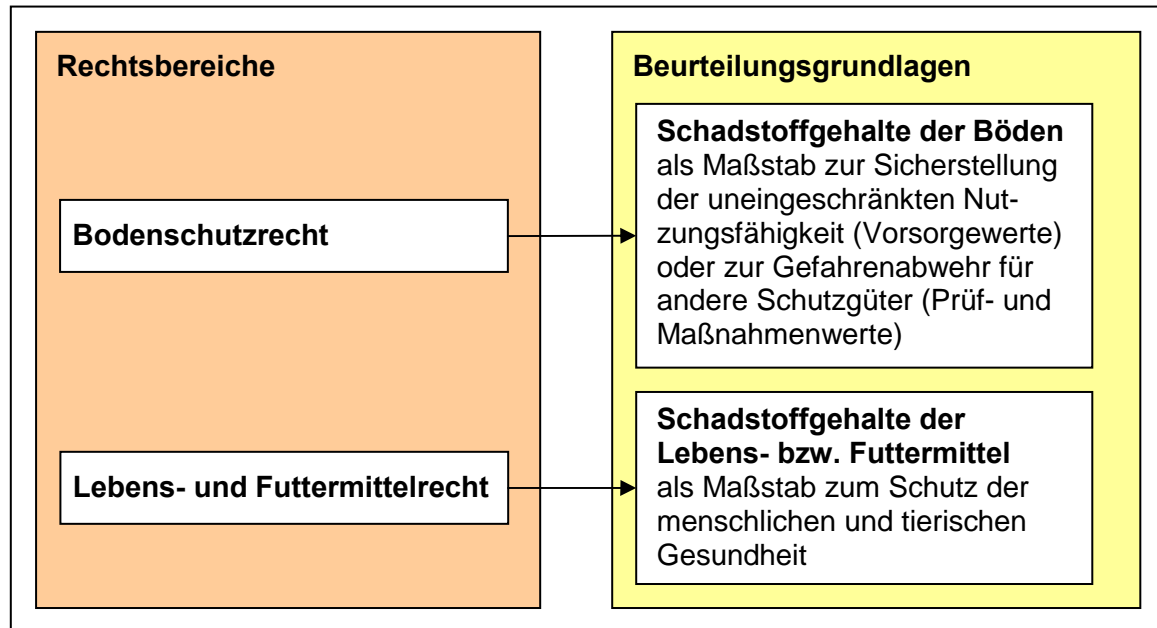 Rechtsbereiche
Bodenschutzrecht
Lebens- und Futtermittelrecht
Beurteilungsgrundlagen
Schadstoffgehalte der Böden
als Maßstab zur Sicherstellung
der uneingeschränkten Nut-
zungsfähigkeit (Vorsorgewerte)
oder zur Gefahrenabwehr für
andere Schutzgüter (Prüf- und
Maßnahmenwerte)
Schadstoffgehalte der
Lebens- bzw. Futtermittel
als Maßstab zum Schutz der
menschlichen und tierischen
Gesundheit